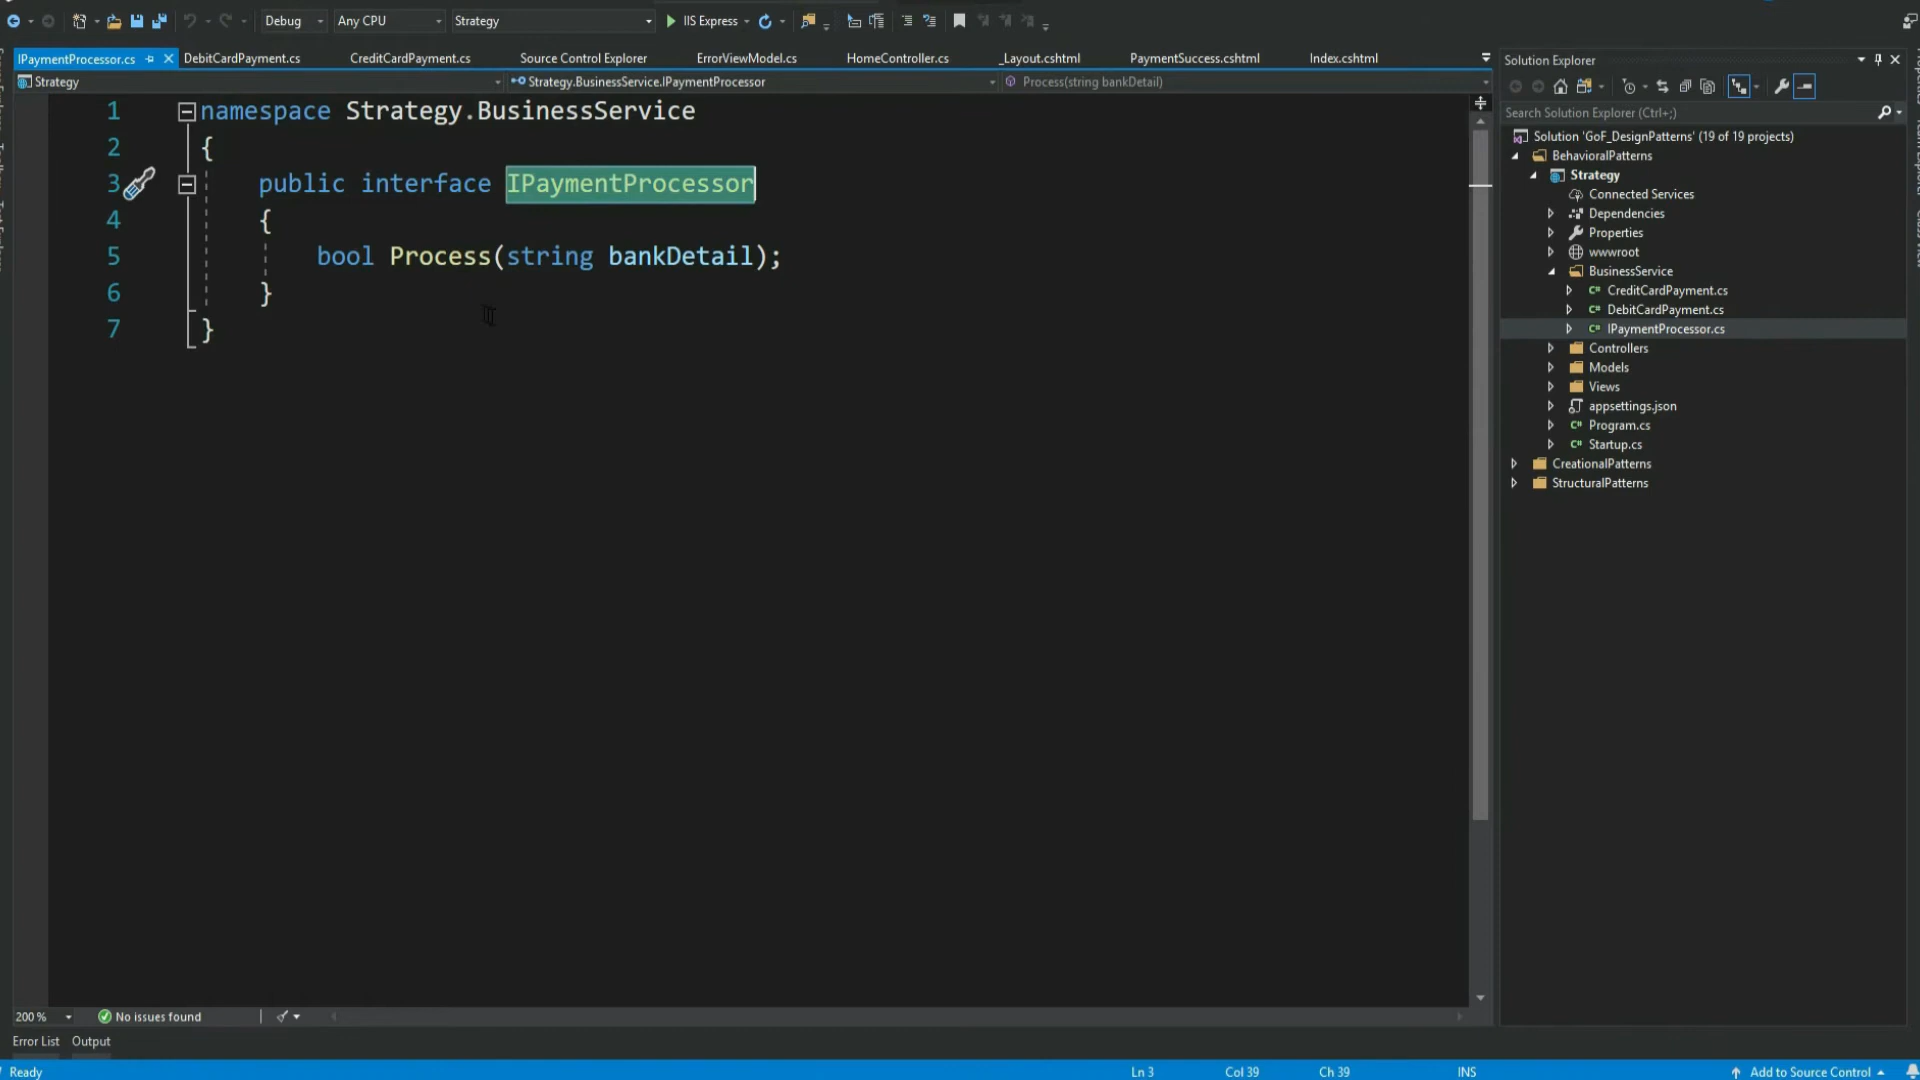 Debug Any CPU Strategy IIS Express
IPaymentProcessor.cs DebitCardPayment.cs CreditCardPayment.cs Source Control Explorer ErrorViewModel.cs HomeController.cs _Layout.cshtml PaymentSuccess.cshtml Index.cshtml
Strategy Strategy.BusinessService.IPaymentProcessor Process(string bankDetail)
1 namespace Strategy.BusinessService
2 {
3 public interface IPaymentProcessor
4 {
5 bool Process(string bankDetail);
6 }
7 }
200 % No issues found
Error List Output
Ready Ln 3 Col 39 Ch 39 INS Add to Source Control
Solution Explorer
Search Solution Explorer (Ctrl+;)
Solution 'GoF_DesignPatterns' (19 of 19 projects)
BehavioralPatterns
Strategy
Connected Services
Dependencies
Properties
wwwroot
BusinessService
C# CreditCardPayment.cs
C# DebitCardPayment.cs
C# IPaymentProcessor.cs
Controllers
Models
Views
appsettings.json
C# Program.cs
C# Startup.cs
CreationalPatterns
StructuralPatterns